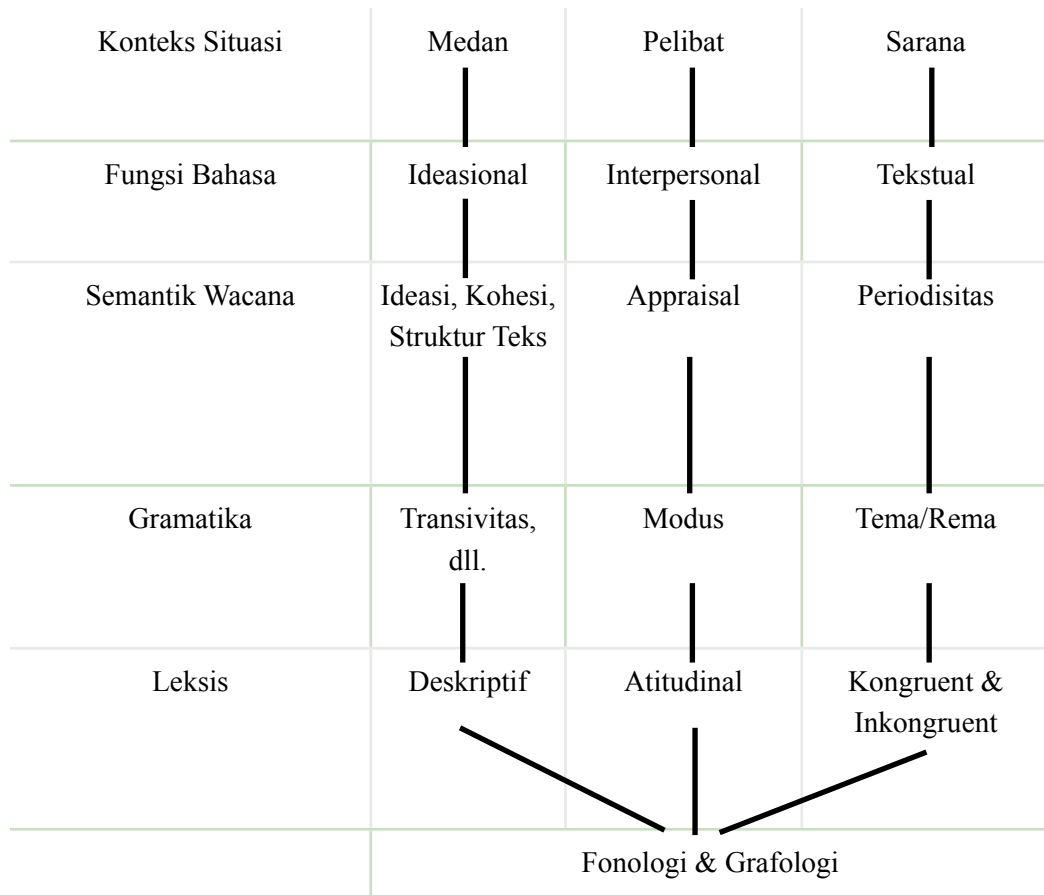 Konteks Situasi Medan Pelibat Sarana
Fungsi Bahasa Ideasional Interpersonal Tekstual
Semantik Wacana Ideasi, Kohesi, Appraisal Periodisitas
Struktur Teks
Gramatika Transivitas, Modus Tema/Rema
dll.
Leksis Deskriptif Atitudinal Kongruent &
Inkongruent
Fonologi & Grafologi